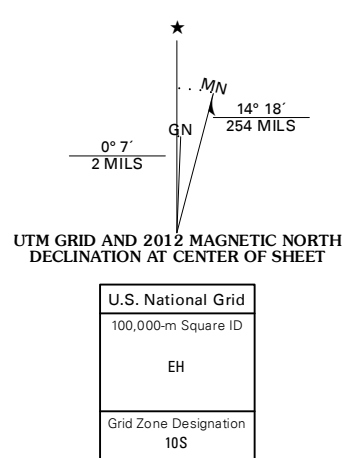 ★
MN
GN
14° 18´
254 MILS
0° 7´
2 MILS
UTM GRID AND 2012 MAGNETIC NORTH
DECLINATION AT CENTER OF SHEET
U.S. National Grid
100,000-m Square ID
EH
Grid Zone Designation
10S